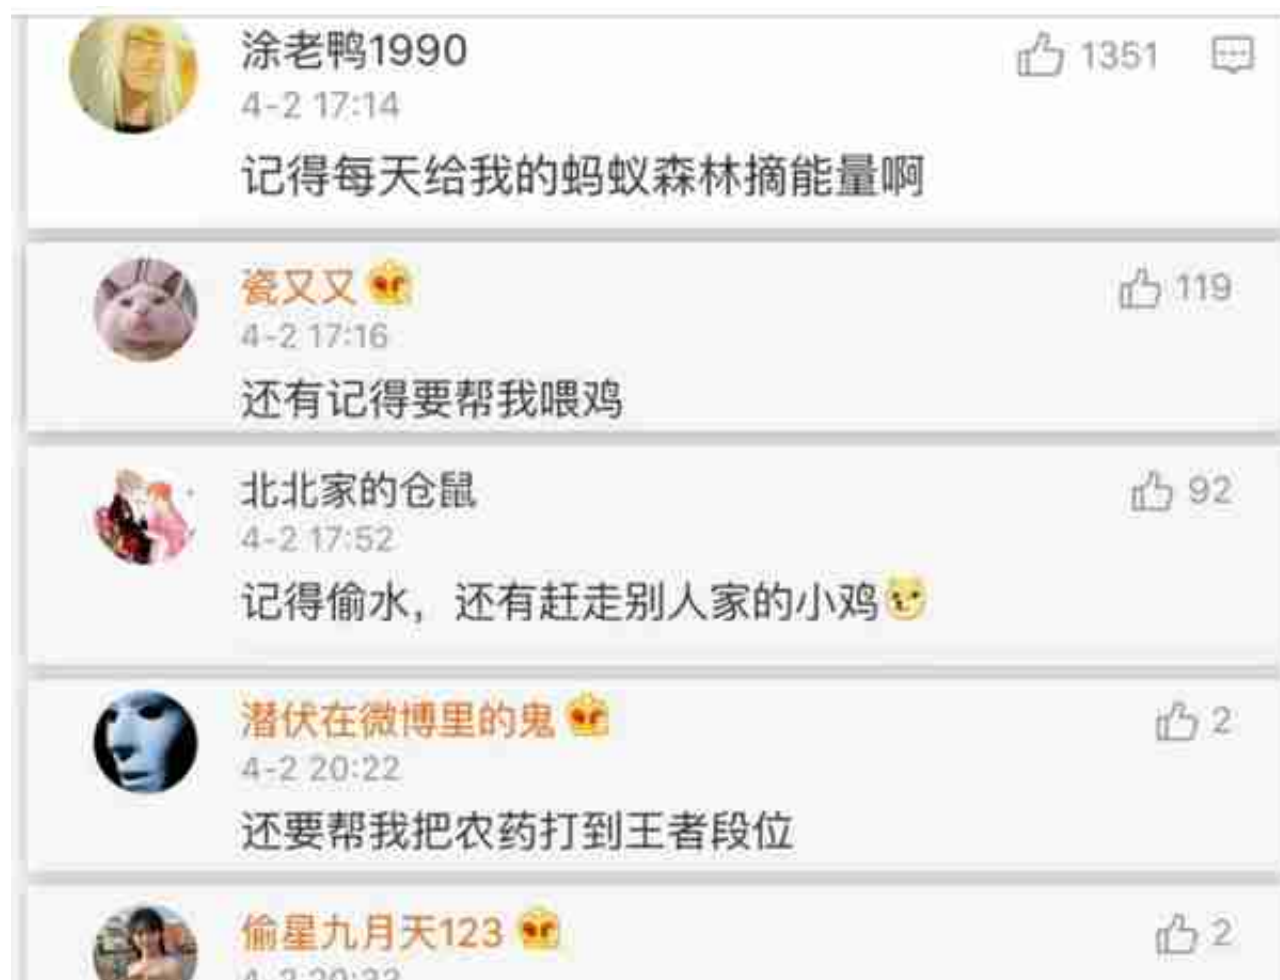 涂老鸭1990
1351
4-2 17:14
记得每天给我的蚂蚁森林摘能量啊
瓷又又
119
4-2 17:16
还有记得要帮我喂鸡
北北家的仓鼠
92
4-2 17:52
记得偷水，还有赶走别人家的小鸡
潜伏在微博里的鬼
2
4-2 20:22
还要帮我把农药打到王者段位
偷星九月天123
2